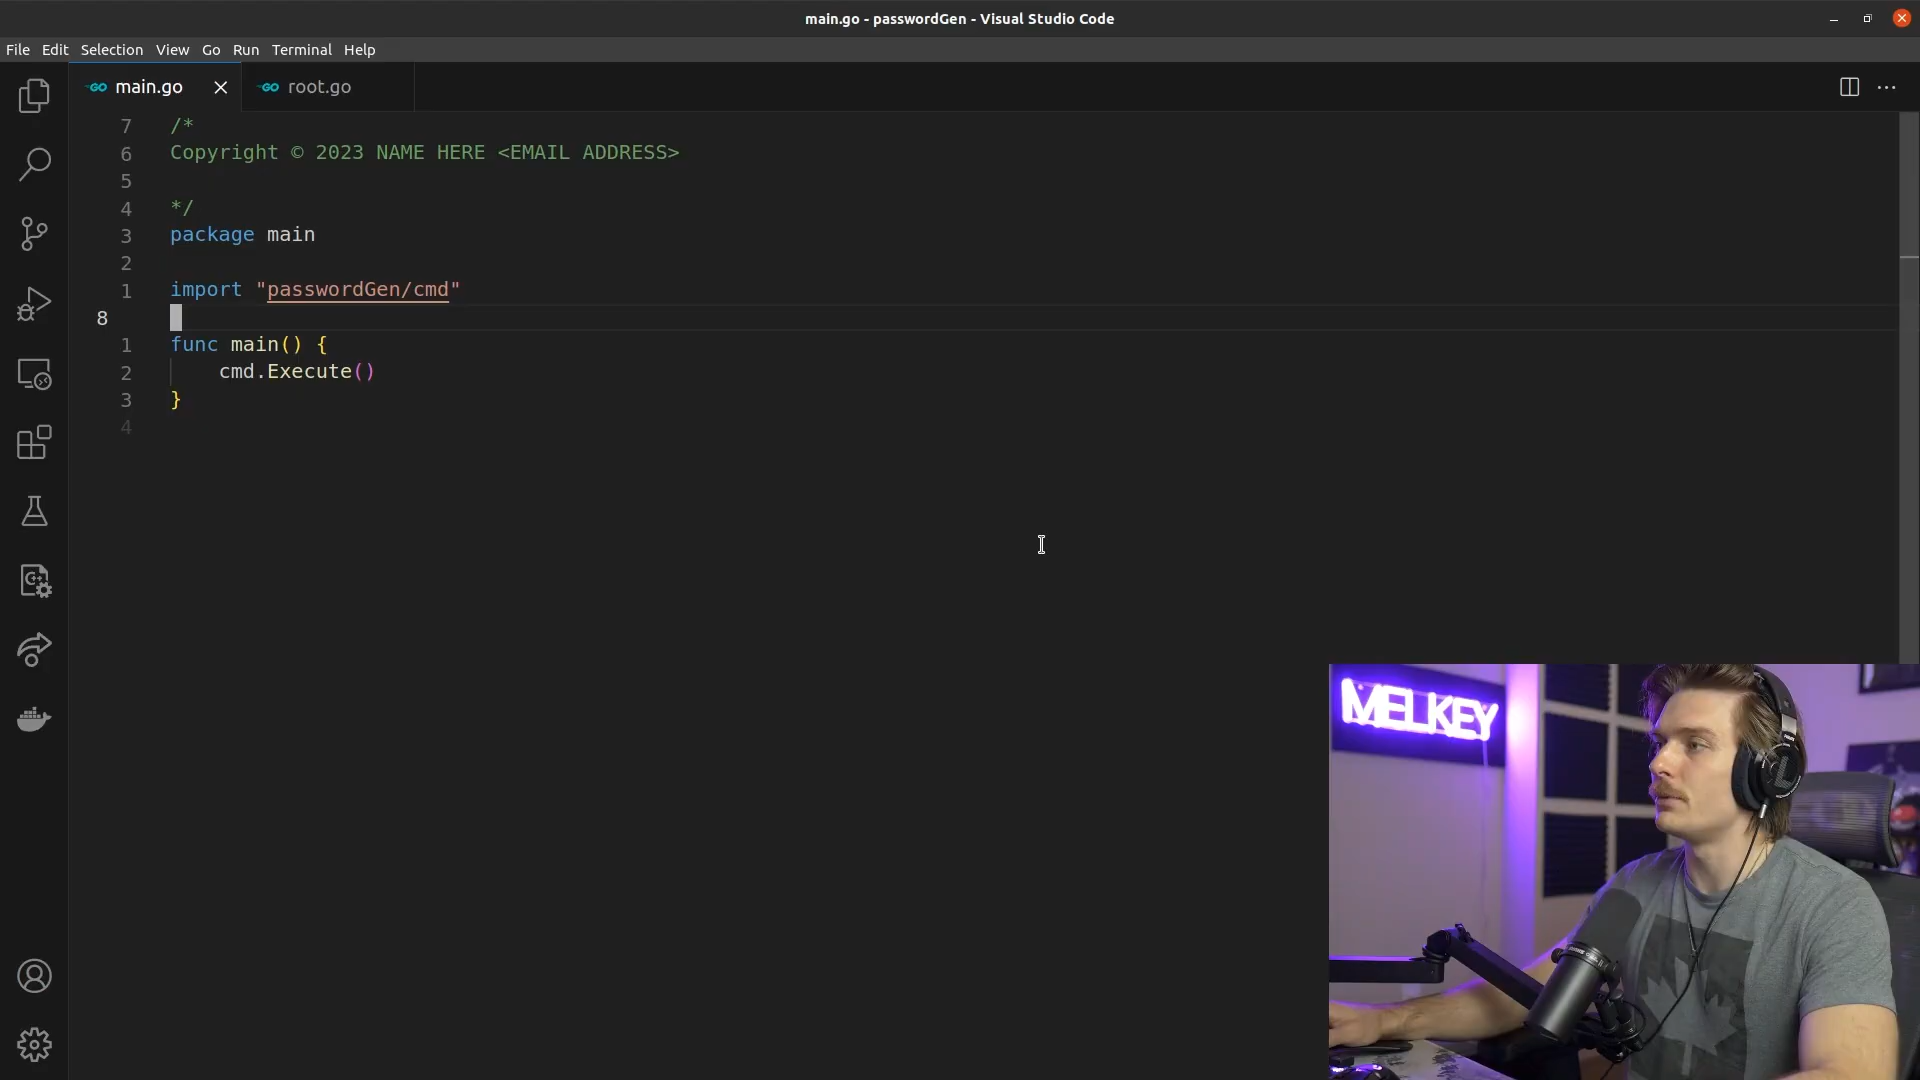 main.go - passwordGen - Visual Studio Code
File Edit Selection View Go Run Terminal Help
GO main.go GO root.go
7 /*
6 Copyright © 2023 NAME HERE <EMAIL ADDRESS>
5
4 */
3 package main
2
1 import "passwordGen/cmd"
8
1 func main() {
2 cmd.Execute()
3 }
4
MELKEY